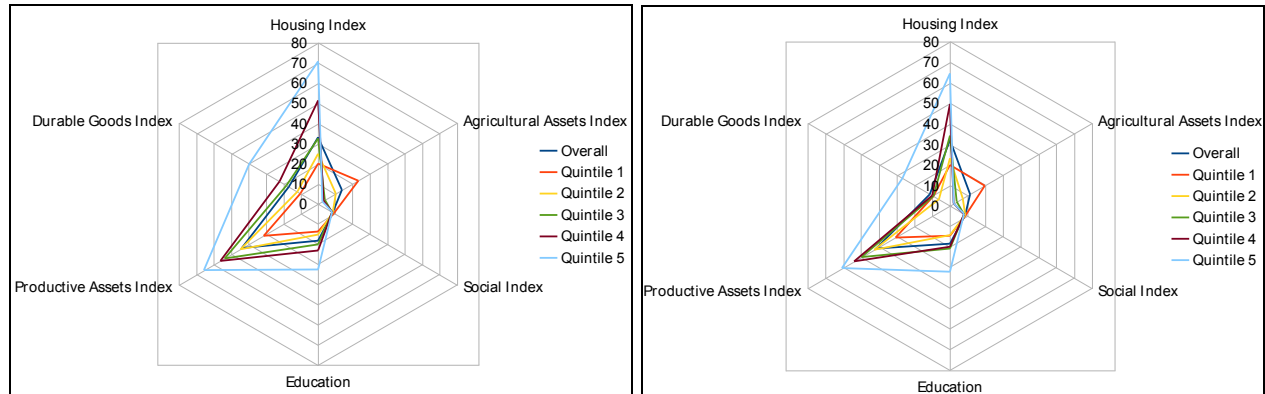 Housing Index
80
70
60
50
40
30
20
10
0
Durable Goods Index
Agricultural Assets Index
Productive Assets Index
Social Index
Education
Overall
Quintile 1
Quintile 2
Quintile 3
Quintile 4
Quintile 5
Housing Index
80
70
60
50
40
30
20
10
0
Durable Goods Index
Agricultural Assets Index
Productive Assets Index
Social Index
Education
Overall
Quintile 1
Quintile 2
Quintile 3
Quintile 4
Quintile 5